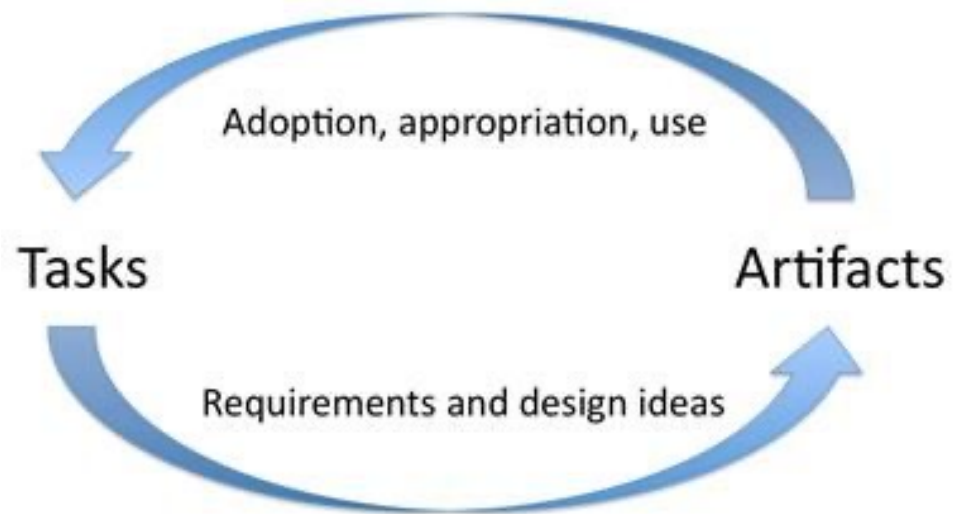 Adoption, appropriation, use
Tasks
Artifacts
Requirements and design ideas